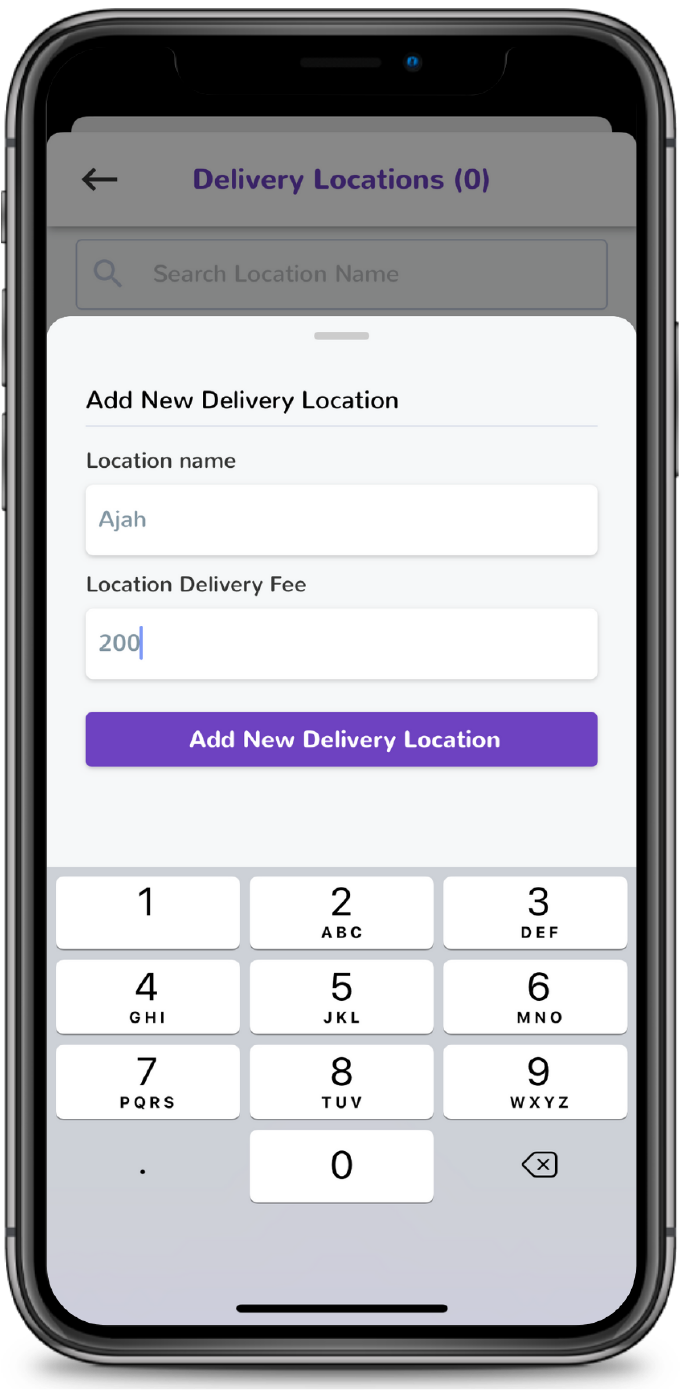 Delivery Locations (0)
Search Location Name
Add New Delivery Location
Location name
Ajah
Location Delivery Fee
200
Add New Delivery Location
1
2
ABC
3
DEF
4
GHI
5
JKL
6
MNO
7
PQRS
8
TUV
9
WXYZ
.
0